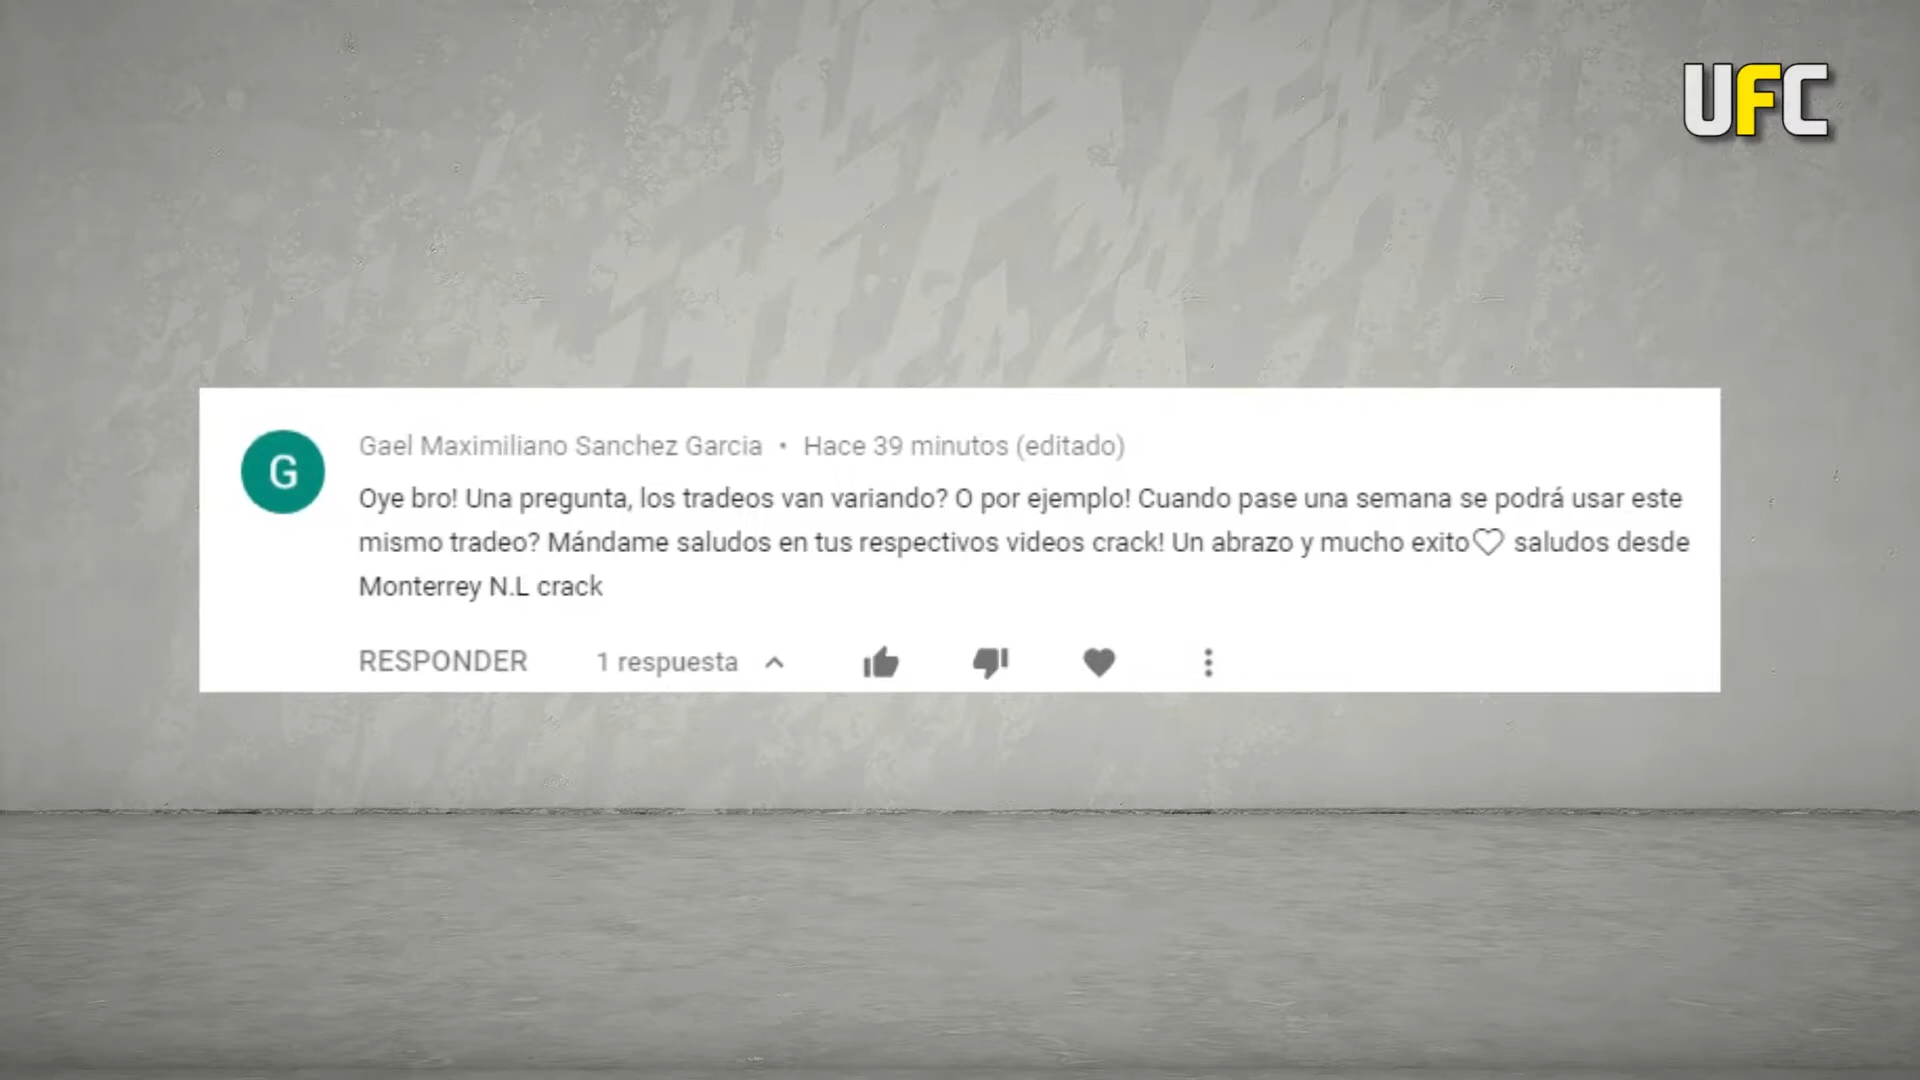 UFC
G
Gael Maximiliano Sanchez Garcia • Hace 39 minutos (editado)
Oye bro! Una pregunta, los tradeos van variando? O por ejemplo! Cuando pase una semana se podrá usar este
mismo tradeo? Mándame saludos en tus respectivos videos crack! Un abrazo y mucho exito♡ saludos desde
Monterrey N.L crack
RESPONDER 1 respuesta